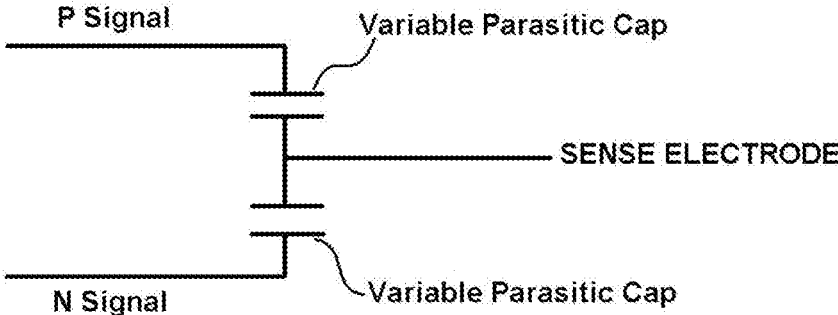 P Signal
Variable Parasitic Cap
SENSE ELECTRODE
Variable Parasitic Cap
N Signal